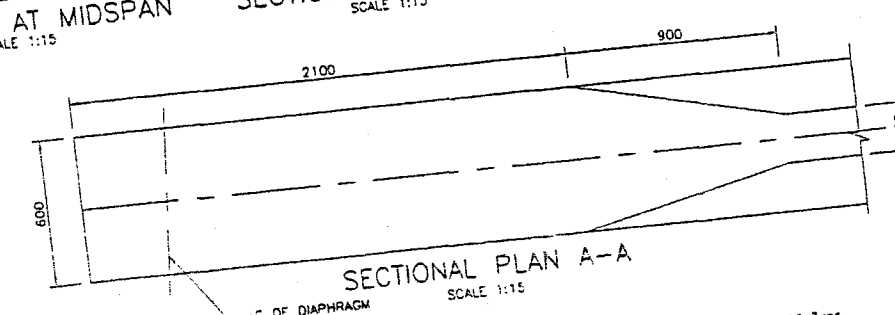 AT MIDSPAN
SCALE 1:15
SCALE 1:15
2100
900
600
SECTIONAL PLAN A-A
SCALE 1:15
OF DIAPHRAGM